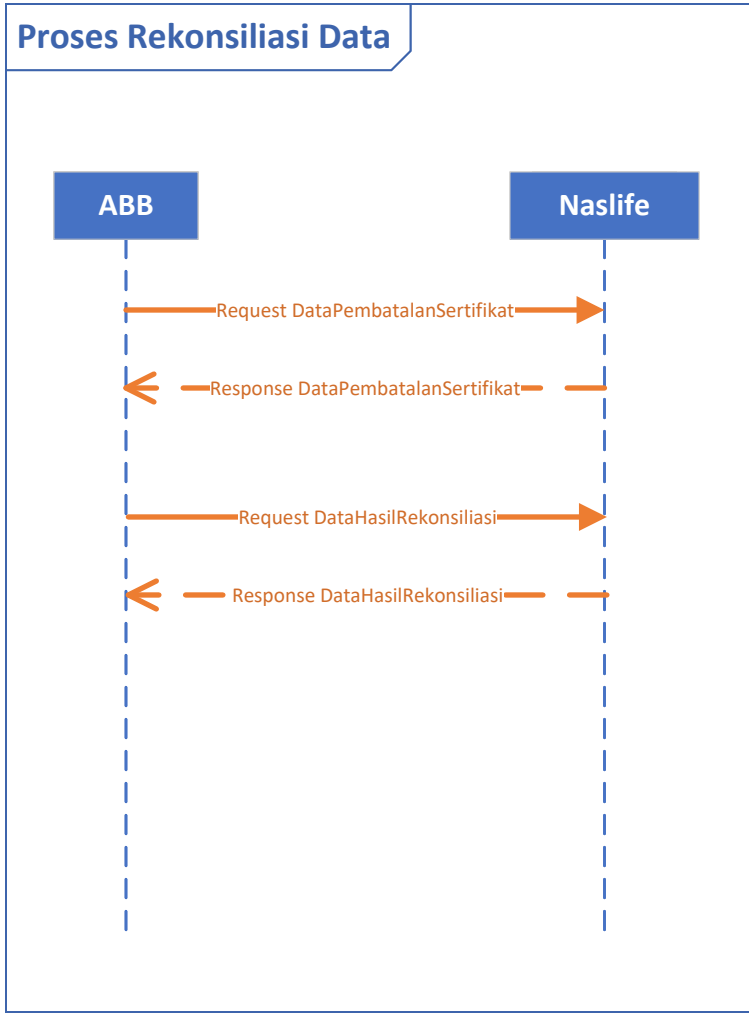 Proses Rekonsiliasi Data
ABB
Naslife
Request DataPembatalanSertifikat
Response DataPembatalanSertifikat
Request DataHasilRekonsiliasi
Response DataHasilRekonsiliasi